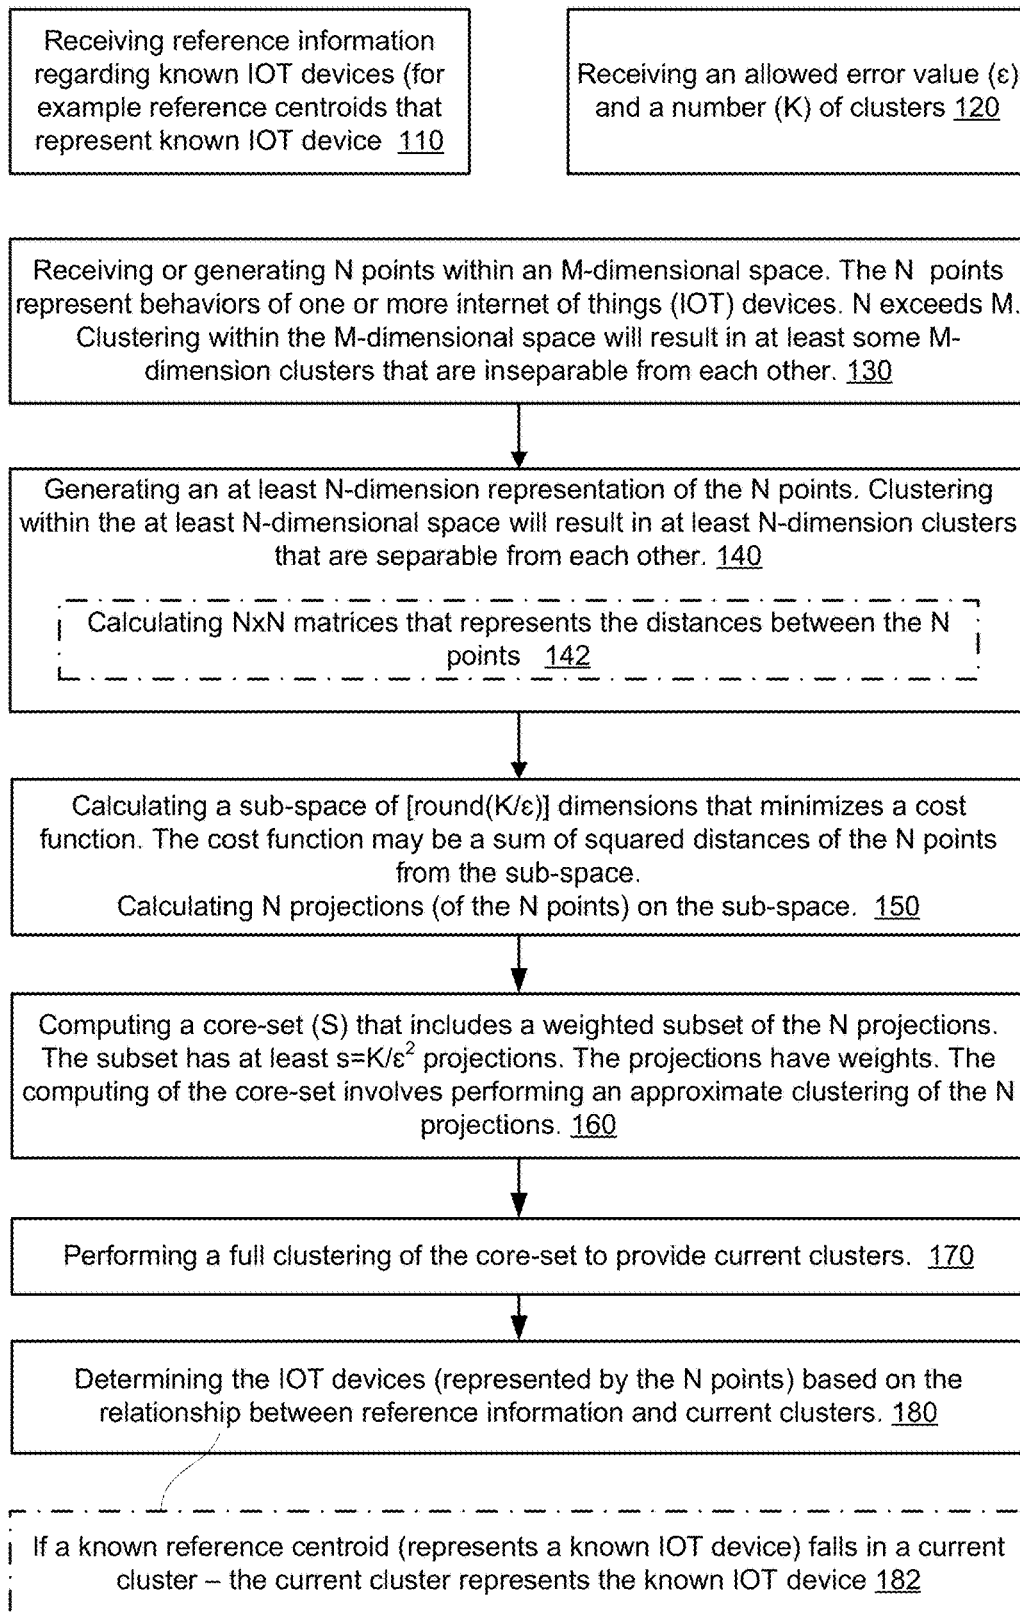 Receiving reference information
regarding known IOT devices (for
example reference centroids that
represent known IOT device 110
Receiving an allowed error value (ε)
and a number (K) of clusters 120
Receiving or generating N points within an M-dimensional space. The N points
represent behaviors of one or more internet of things (IOT) devices. N exceeds M.
Clustering within the M-dimensional space will result in at least some M-
dimension clusters that are inseparable from each other. 130
Generating an at least N-dimension representation of the N points. Clustering
within the at least N-dimensional space will result in at least N-dimension clusters
that are separable from each other. 140
Calculating NxN matrices that represents the distances between the N
points 142
Calculating a sub-space of [round(K/ε)] dimensions that minimizes a cost
function. The cost function may be a sum of squared distances of the N points
from the sub-space.
Calculating N projections (of the N points) on the sub-space. 150
Computing a core-set (S) that includes a weighted subset of the N projections.
The subset has at least s=K/ε² projections. The projections have weights. The
computing of the core-set involves performing an approximate clustering of the N
projections. 160
Performing a full clustering of the core-set to provide current clusters. 170
Determining the IOT devices (represented by the N points) based on the
relationship between reference information and current clusters. 180
If a known reference centroid (represents a known IOT device) falls in a current
cluster – the current cluster represents the known IOT device 182